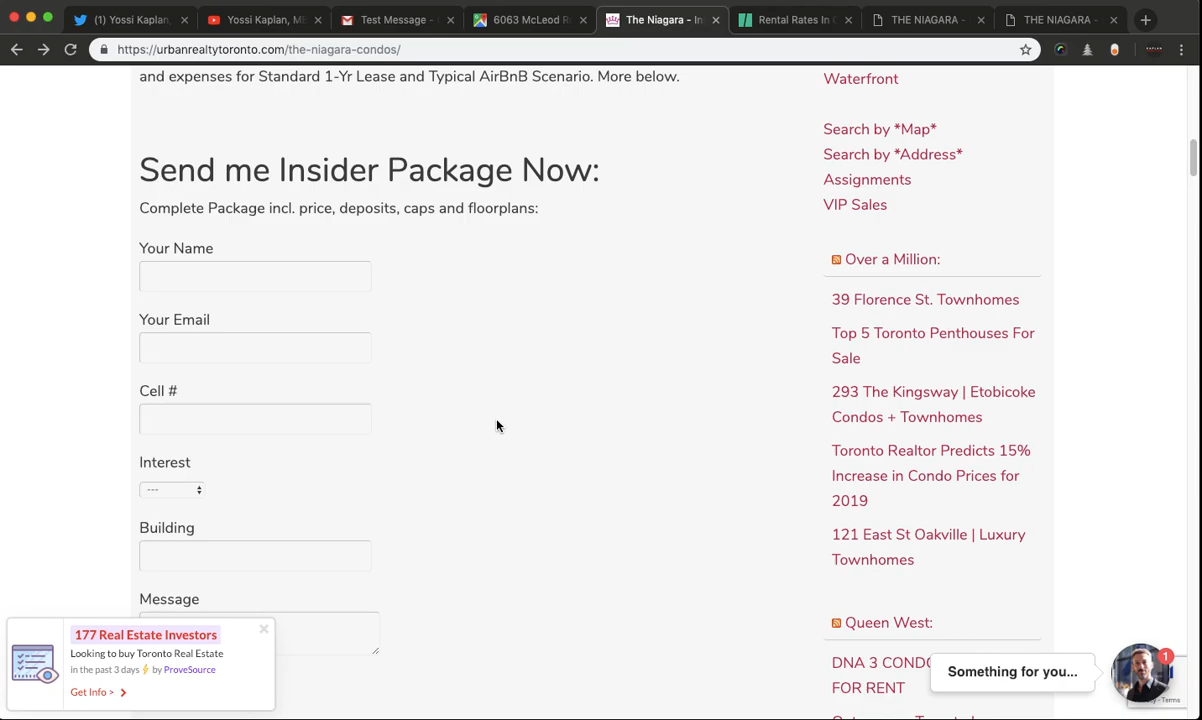 (1) Yossi Kaplan,
Yossi Kaplan, MB
Test Message -
6063 McLeod R
The Niagara - In
Rental Rates In
THE NIAGARA -
THE NIAGARA -
https://urbanrealtytoronto.com/the-niagara-condos/
and expenses for Standard 1-Yr Lease and Typical AirBnB Scenario. More below.
Send me Insider Package Now:
Complete Package incl. price, deposits, caps and floorplans:
Your Name
Your Email
Cell #
Interest
---
Building
Message
Waterfront
Search by *Map*
Search by *Address*
Assignments
VIP Sales
Over a Million:
39 Florence St. Townhomes
Top 5 Toronto Penthouses For
Sale
293 The Kingsway | Etobicoke
Condos + Townhomes
Toronto Realtor Predicts 15%
Increase in Condo Prices for
2019
121 East St Oakville | Luxury
Townhomes
Queen West:
DNA 3 CONDO
FOR RENT
177 Real Estate Investors
Looking to buy Toronto Real Estate
in the past 3 days ⚡ by ProveSource
Get Info >
Something for you...
1
- Terms